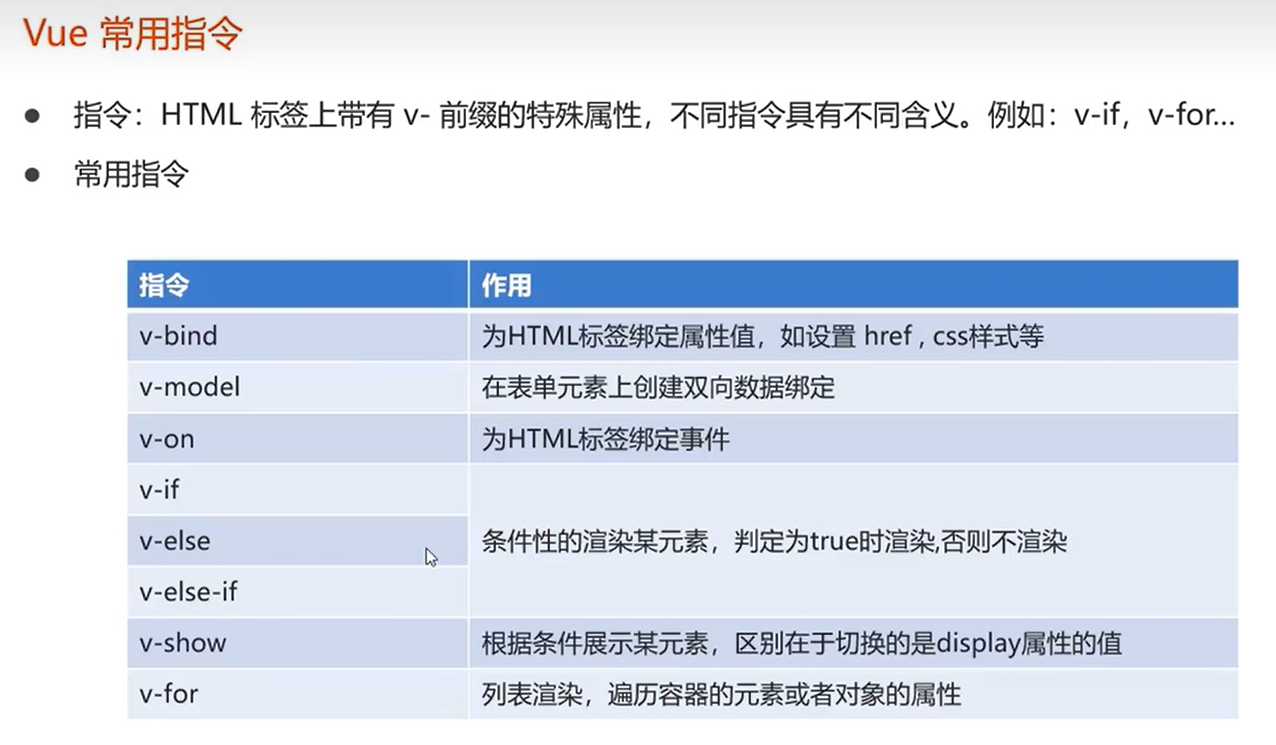 Vue 常用指令
● 指令：HTML 标签上带有 v- 前缀的特殊属性，不同指令具有不同含义。例如：v-if，v-for...
● 常用指令
指令 作用
v-bind 为HTML标签绑定属性值，如设置 href , css样式等
v-model 在表单元素上创建双向数据绑定
v-on 为HTML标签绑定事件
v-if
v-else 条件性的渲染某元素，判定为true时渲染,否则不渲染
v-else-if
v-show 根据条件展示某元素，区别在于切换的是display属性的值
v-for 列表渲染，遍历容器的元素或者对象的属性